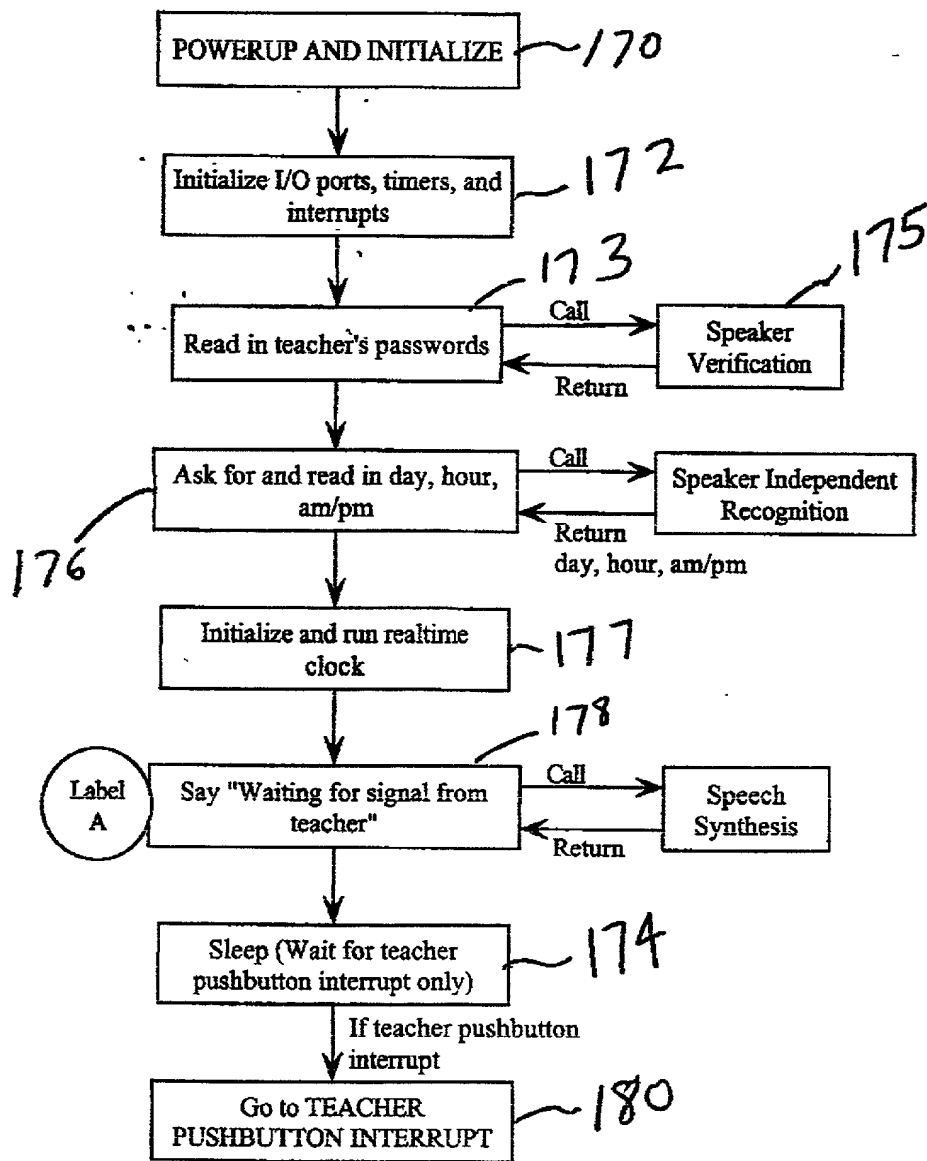 POWERUP AND INITIALIZE
170
Initialize I/O ports, timers, and
interrupts
172
173
175
Read in teacher's passwords
Call
Return
Speaker
Verification
Ask for and read in day, hour,
am/pm
176
Call
Return
day, hour, am/pm
Speaker Independent
Recognition
Initialize and run realtime
clock
177
178
Label
A
Say "Waiting for signal from
teacher"
Call
Return
Speech
Synthesis
Sleep (Wait for teacher
pushbutton interrupt only)
174
If teacher pushbutton
interrupt
Go to TEACHER
PUSHBUTTON INTERRUPT
180